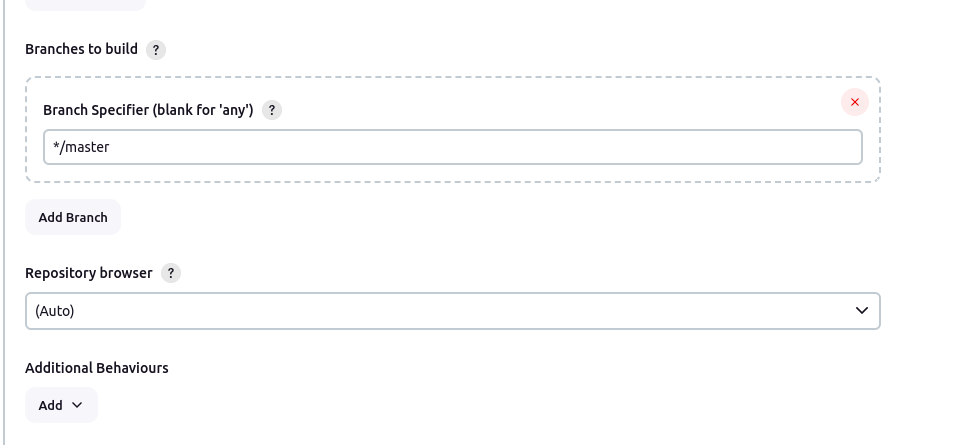 Branches to build ?
Branch Specifier (blank for 'any') ?
*/master
Add Branch
Repository browser ?
(Auto)
Additional Behaviours
Add